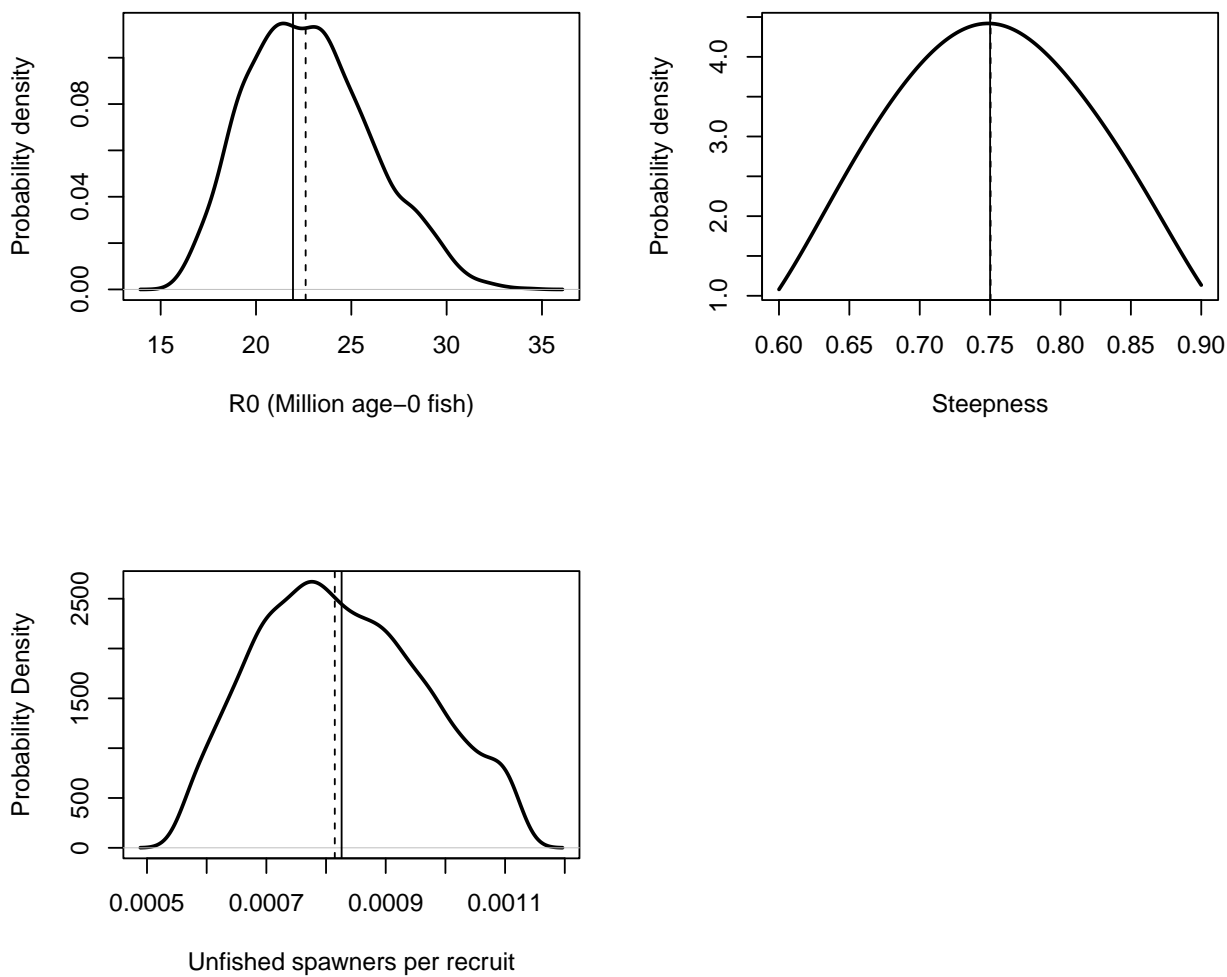 Probability density
0.00 0.04 0.08
15 20 25 30 35
R0 (Million age−0 fish)
Probability density
1.0 2.0 3.0 4.0
0.60 0.65 0.70 0.75 0.80 0.85 0.90
Steepness
Probability Density
0 500 1500 2500
0.0005 0.0007 0.0009 0.0011
Unfished spawners per recruit